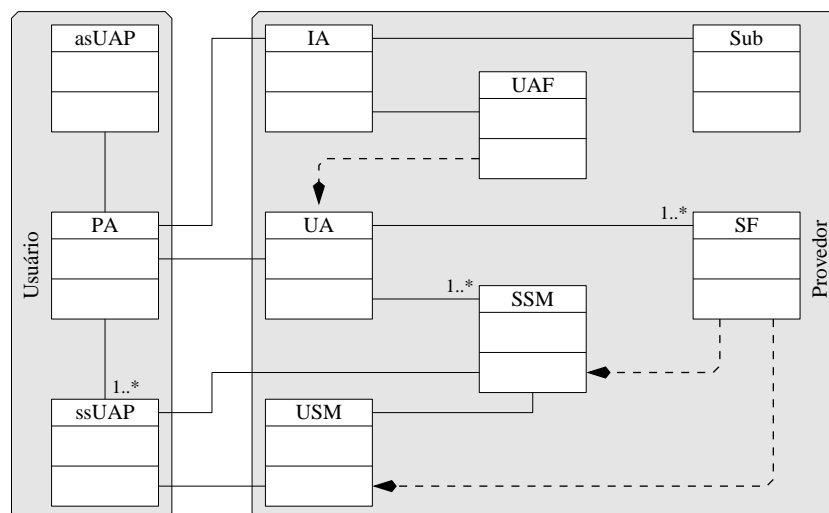 asUAP
IA
Sub
UAF
PA
UA
1..*
SF
Usuário
Provedor
1..*
SSM
1..*
ssUAP
USM